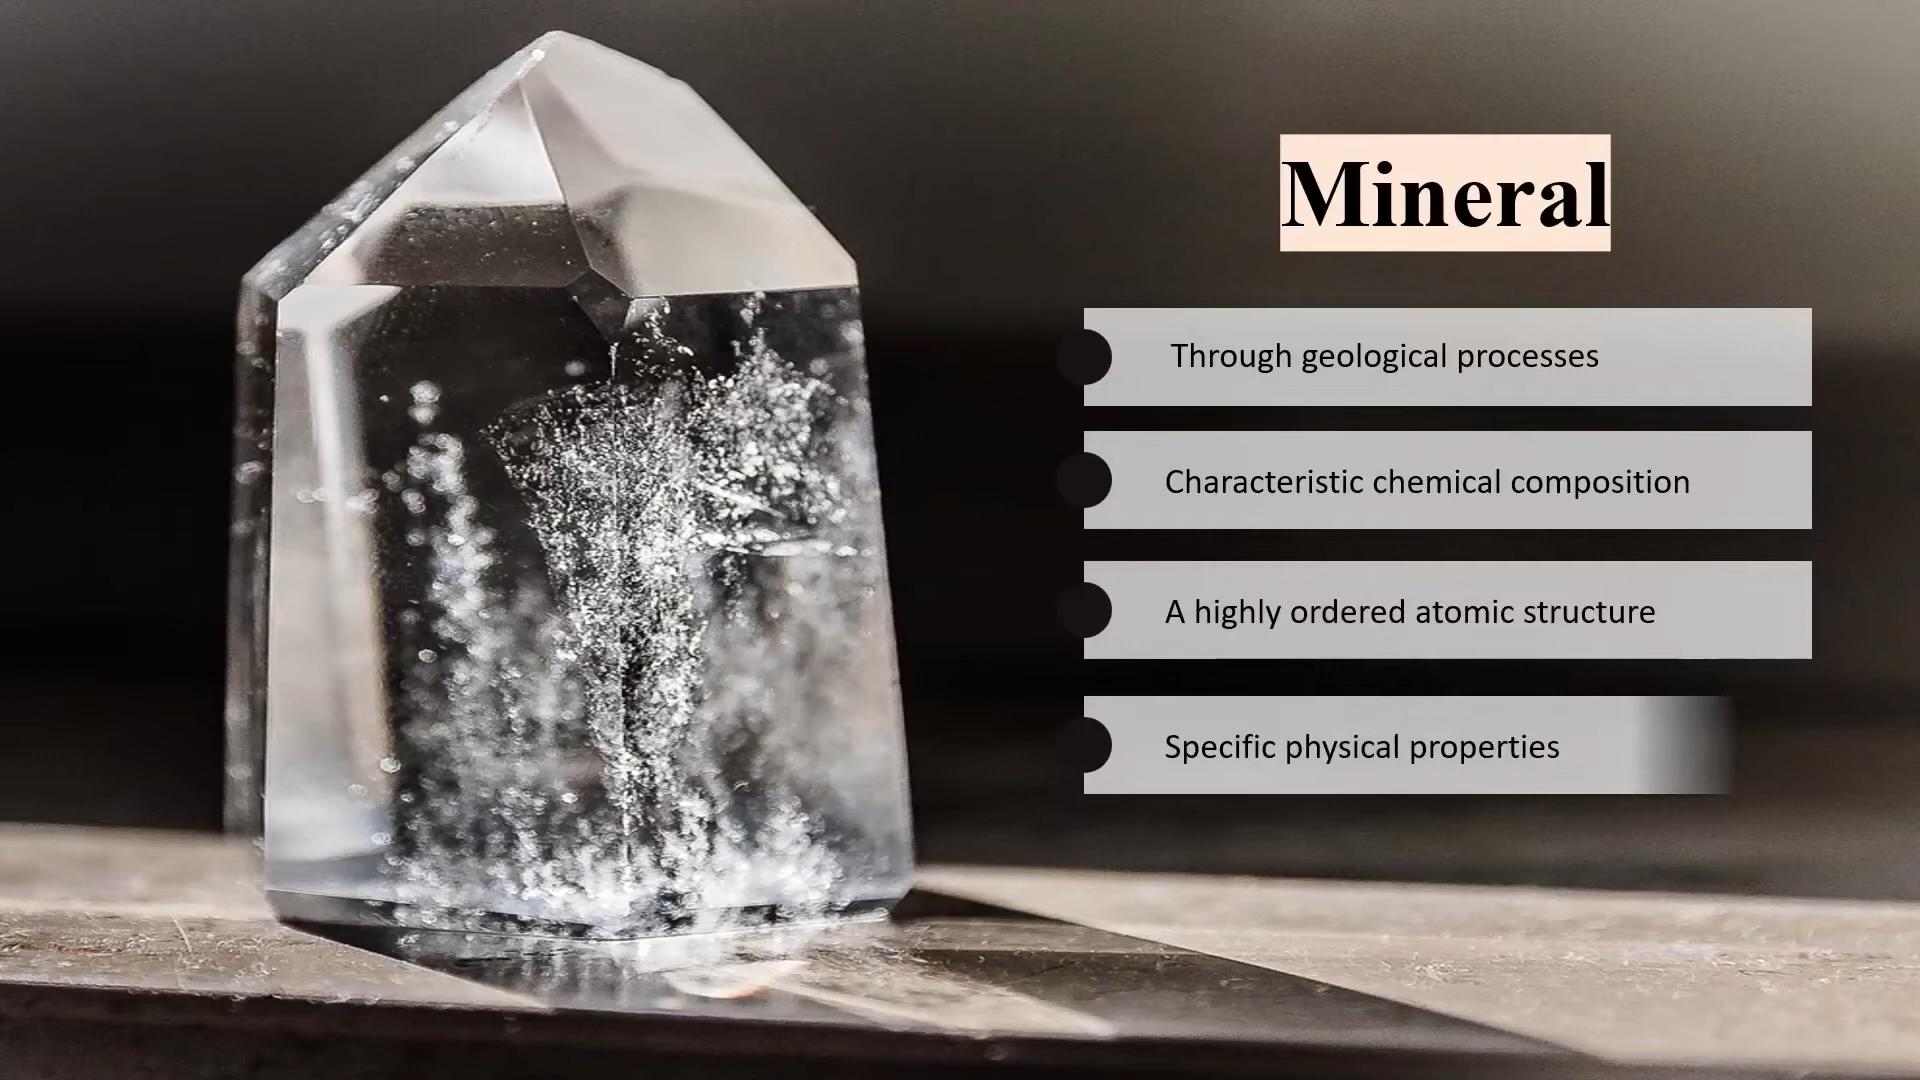 Mineral
Through geological processes
Characteristic chemical composition
A highly ordered atomic structure
Specific physical properties